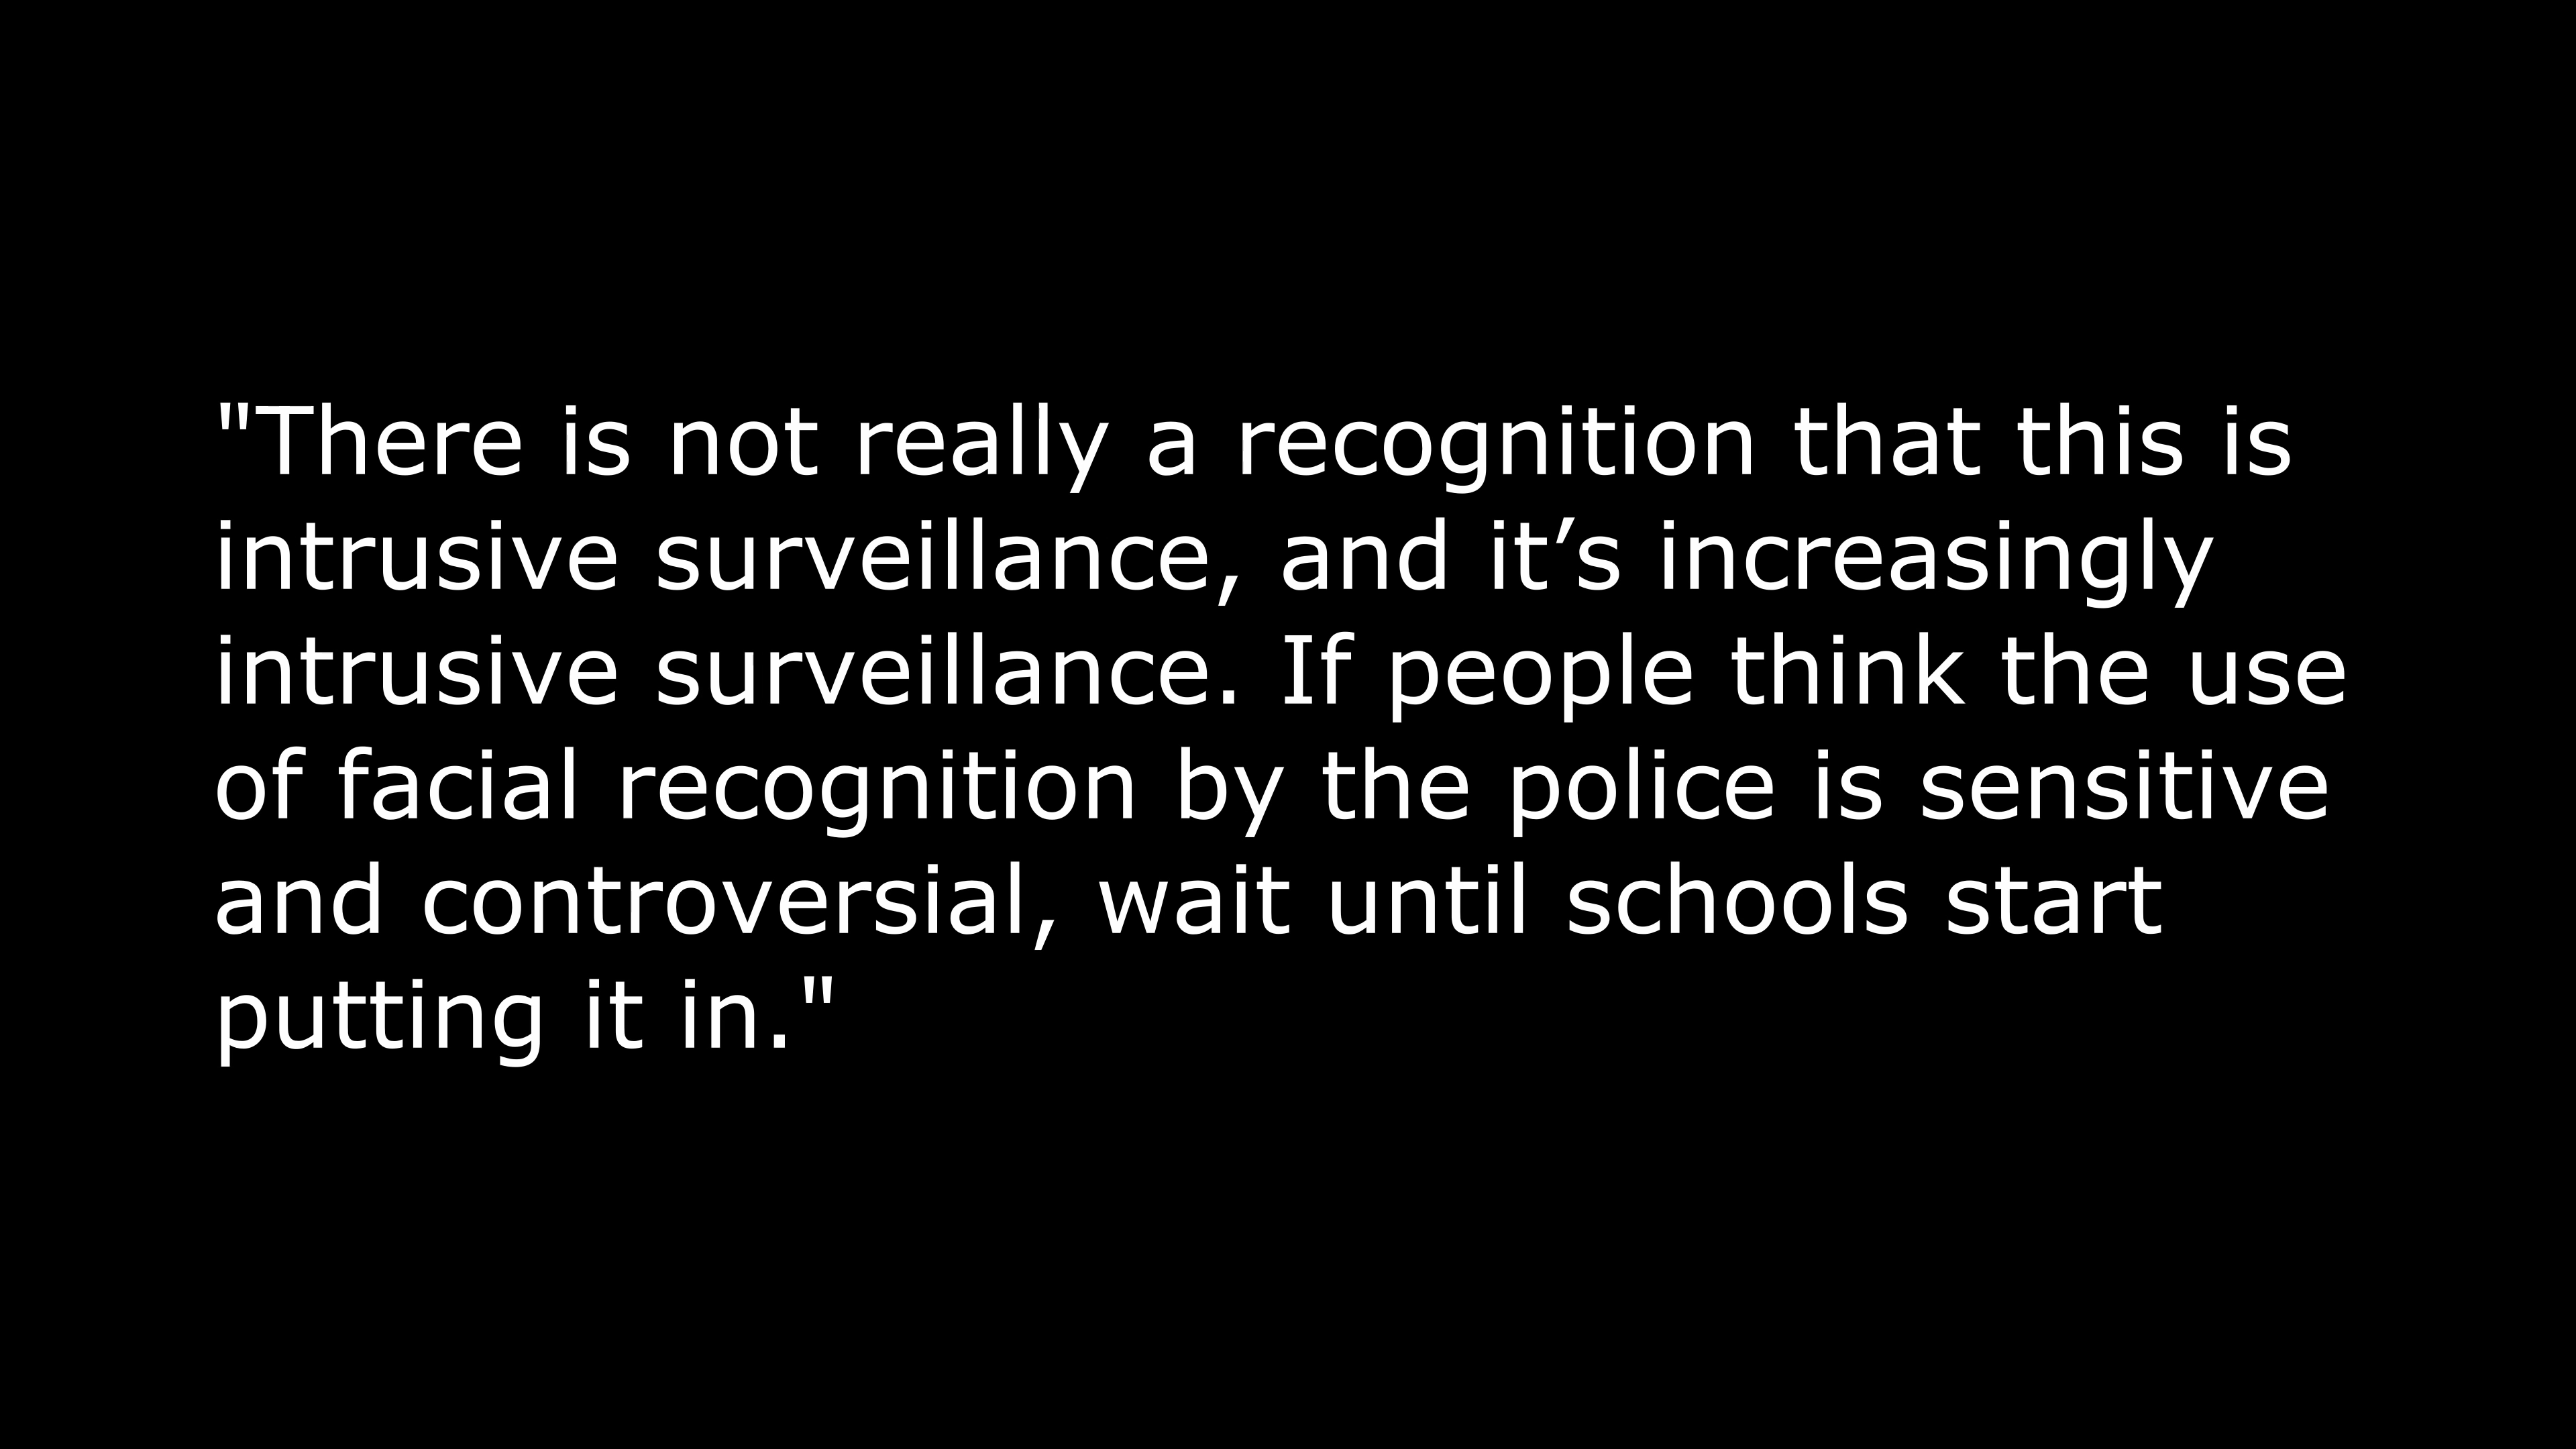 "There is not really a recognition that this is
intrusive surveillance, and it’s increasingly
intrusive surveillance. If people think the use
of facial recognition by the police is sensitive
and controversial, wait until schools start
putting it in."